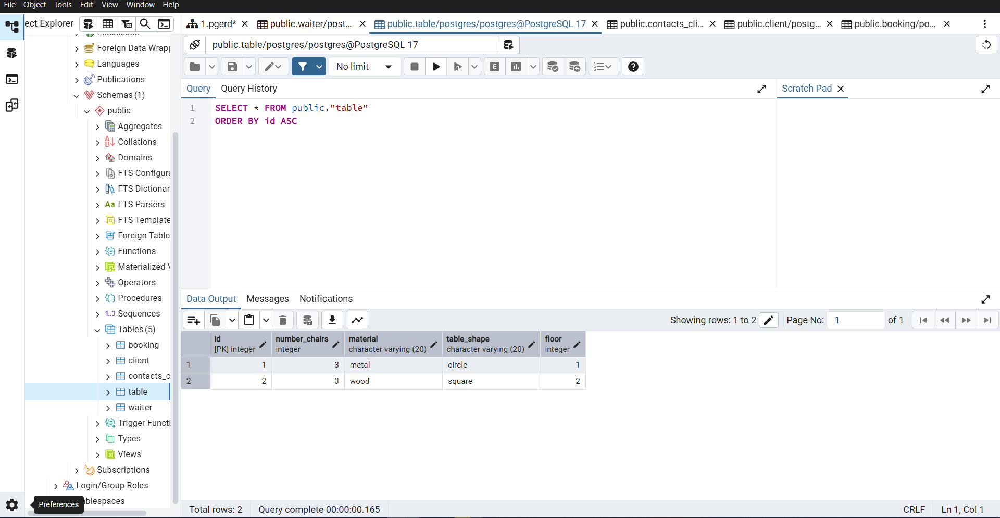 File Object Tools Edit View Window Help
ect Explorer
1.pgerd* public.waiter/post... public.table/postgres/postgres@PostgreSQL 17 public.contacts_cli... public.client/postg... public.booking/po...
public.table/postgres/postgres@PostgreSQL 17
No limit
E
Query Query History
Scratch Pad
1 SELECT * FROM public."table"
2 ORDER BY id ASC
Extensions
Foreign Data Wrapp
Languages
Publications
Schemas (1)
public
Aggregates
Collations
Domains
FTS Configura
FTS Dictionar
Aa FTS Parsers
FTS Template
Foreign Table
Functions
Materialized V
Operators
Procedures
1..3 Sequences
Tables (5)
booking
client
contacts_c
table
waiter
Trigger Functi
Types
Views
Subscriptions
Login/Group Roles
ablespaces
Preferences
Data Output Messages Notifications
Showing rows: 1 to 2 Page No: 1 of 1
id number_chairs material table_shape floor
[PK] integer integer character varying (20) character varying (20) integer
1 1 3 metal circle 1
2 2 3 wood square 2
Total rows: 2 Query complete 00:00:00.165 CRLF Ln 1, Col 1